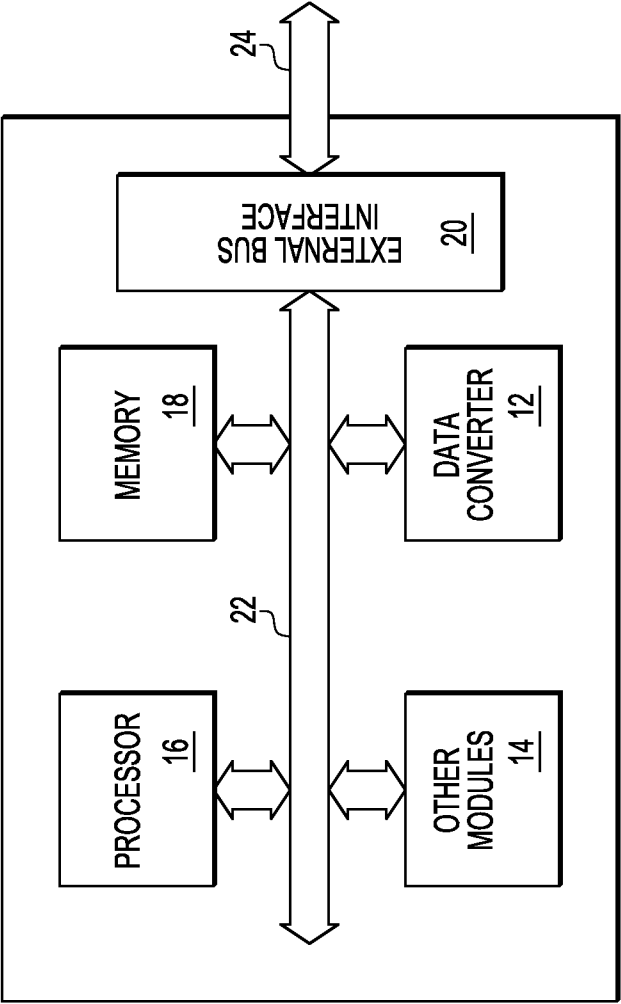 PROCESSOR
16
MEMORY
18
22
EXTERNAL BUS
INTERFACE
20
24
OTHER
MODULES
14
DATA
CONVERTER
12